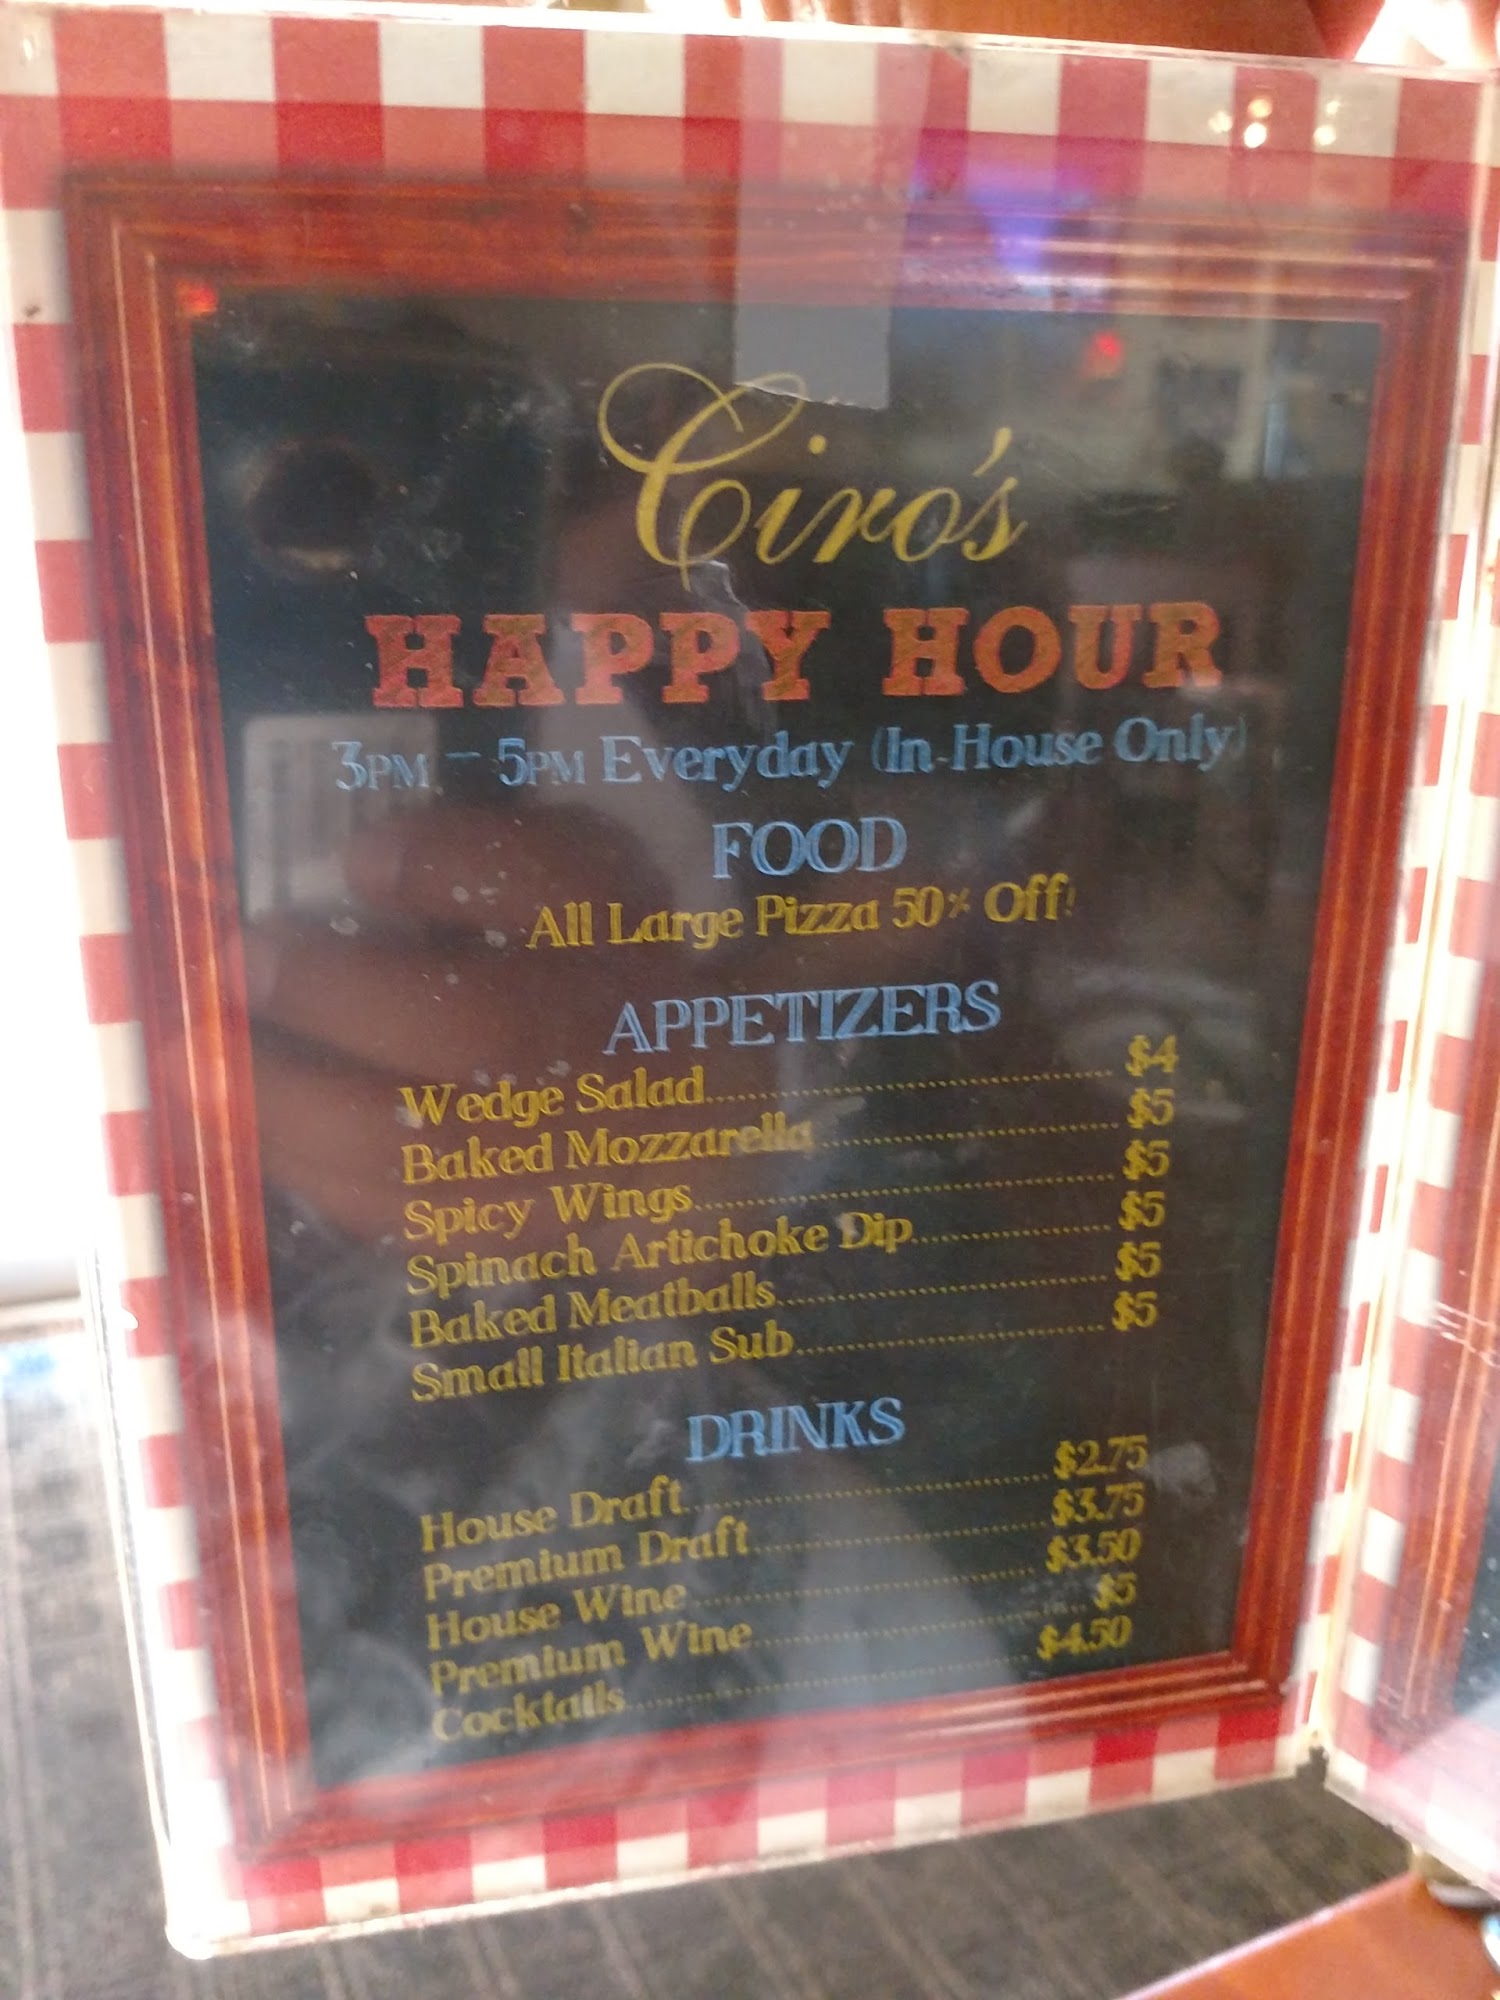 Ciro's
HAPPY HOUR
3PM - 5PM Everyday (In-House Only)
FOOD
All Large Pizza 50% Off!
APPETIZERS
Wedge Salad........................................ $4
Baked Mozzarella........................................ $5
Spicy Wings........................................ $5
Spinach Artichoke Dip........................................ $5
Baked Meatballs........................................ $5
Small Italian Sub........................................ $5
DRINKS
House Draft........................................ $2.75
Premium Draft........................................ $3.75
House Wine........................................ $3.50
Premium Wine........................................ $5
Cocktails........................................ $4.50